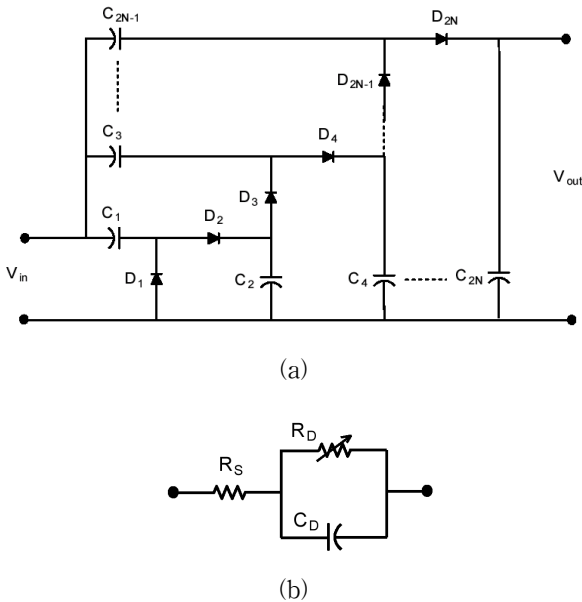 C2N-1
D2N
D2N-1
C3
D4
Vout
D3
C1
D2
Vin
D1
C2
C4
C2N
(a)
RD
RS
CD
(b)